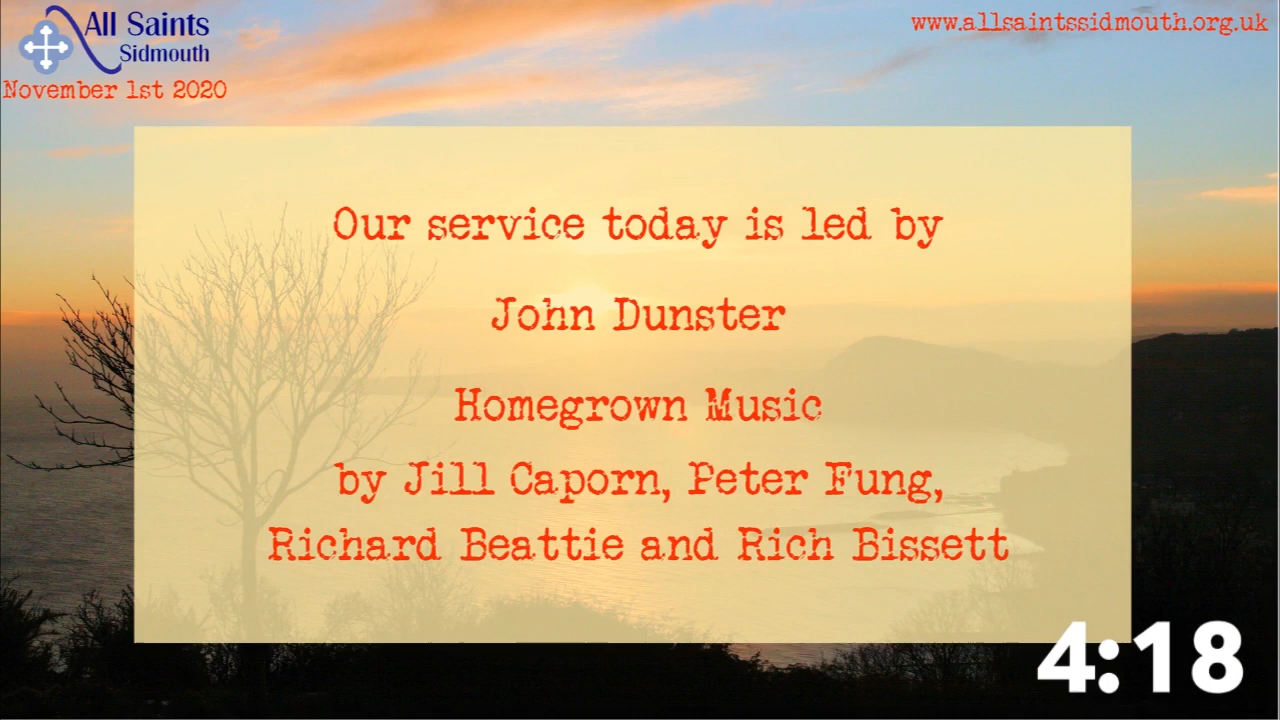 All Saints
Sidmouth
www.allsaintssidmouth.org.uk
November 1st 2020
Our service today is led by
John Dunster
Homegrown Music
by Jill Caporn, Peter Fung,
Richard Beattie and Rich Bissett
4:18